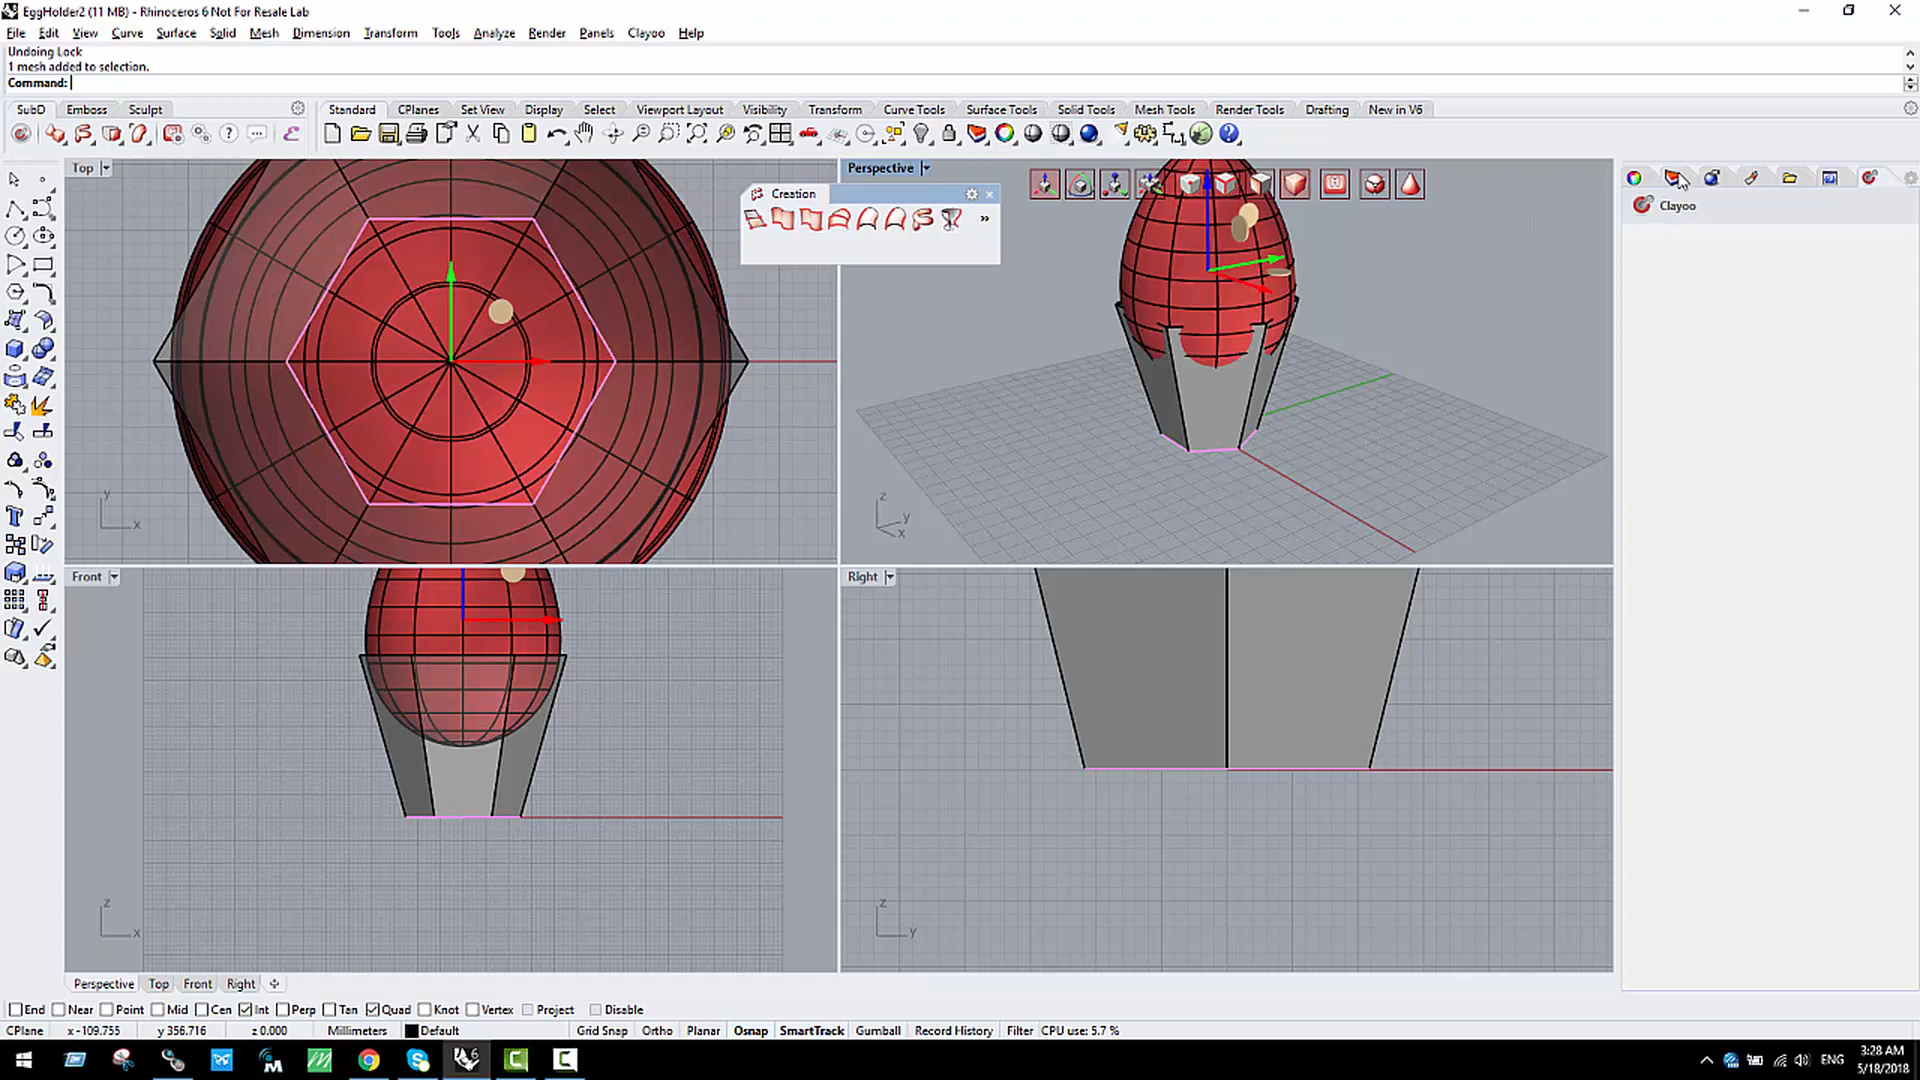 EggHolder2 (11 MB) - Rhinoceros 6 Not For Resale Lab
File Edit View Curve Surface Solid Mesh Dimension Transform Tools Analyze Render Panels Clayoo Help
Undoing Lock
1 mesh added to selection.
Command:
SubD Emboss Sculpt
Standard CPlanes Set View Display Select Viewport Layout Visibility Transform Curve Tools Surface Tools Solid Tools Mesh Tools Render Tools Drafting New in V6
Top
Perspective
Creation
Clayoo
y
x
z
y
x
Front
Right
z
x
z
y
Perspective Top Front Right
End Near Point Mid Cen Int Perp Tan Quad Knot Vertex Project Disable
CPlane x -109.755 y 356.716 z 0.000 Millimeters Default Grid Snap Ortho Planar Osnap SmartTrack Gumball Record History Filter CPU use: 5.7 %
ENG
3:28 AM
5/18/2018